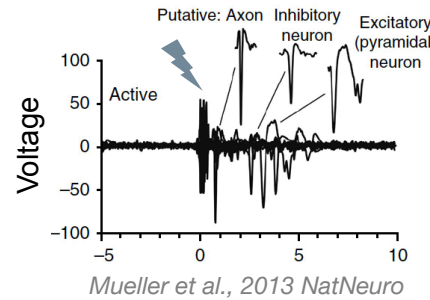 Putative: Axon
Inhibitory
neuron
Excitatory
(pyramidal
neuron
Active
Voltage
100
50
0
−50
−100
−5
0
5
10
Mueller et al., 2013 NatNeuro